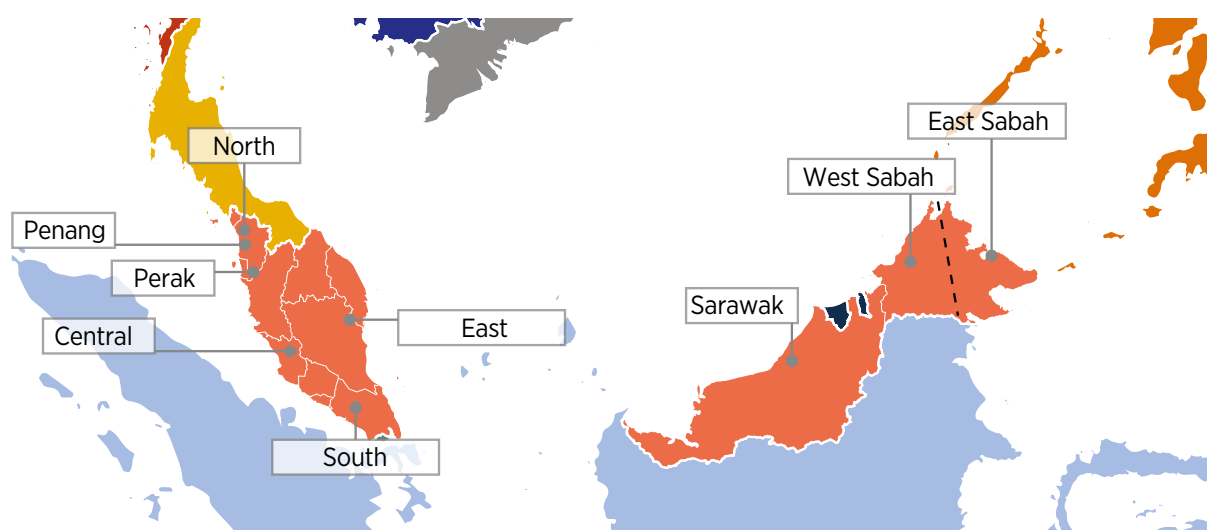 North
Penang
Perak
Central
East
South
East Sabah
West Sabah
Sarawak